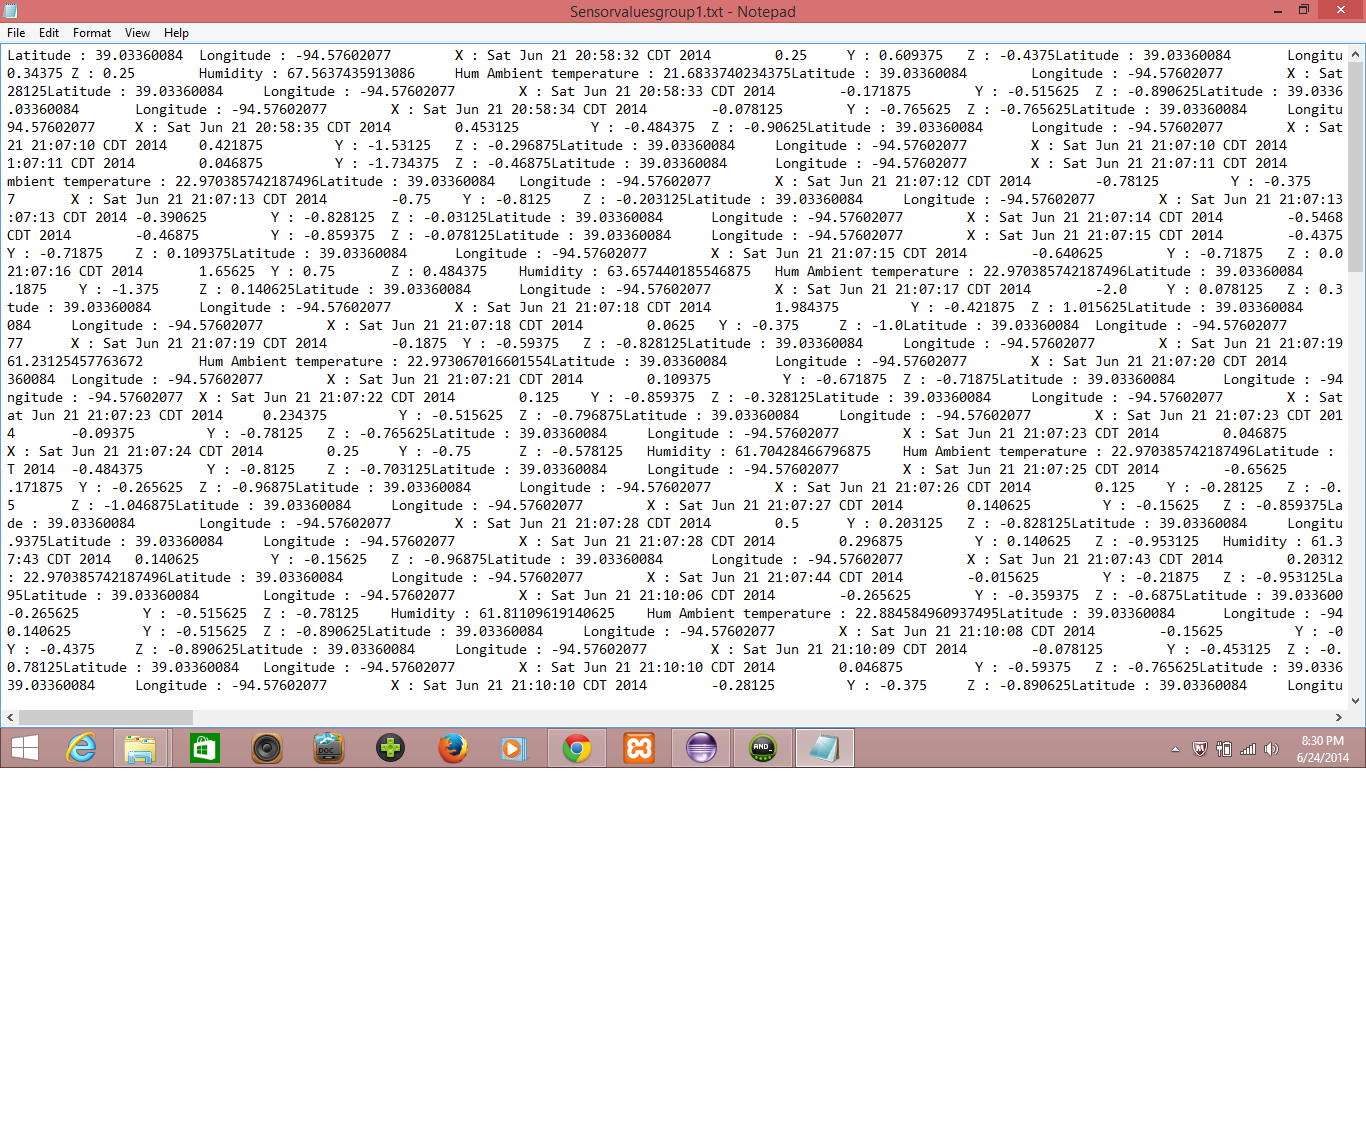 Sensorvaluesgroup1.txt - Notepad
File Edit Format View Help
Latitude : 39.03360084 Longitude : -94.57602077 X : Sat Jun 21 20:58:32 CDT 2014 0.25 Y : 0.609375 Z : -0.4375Latitude : 39.03360084 Longitu
0.34375 Z : 0.25 Humidity : 67.5637435913086 Hum Ambient temperature : 21.6833740234375Latitude : 39.03360084 Longitude : -94.57602077 X : Sat
28125Latitude : 39.03360084 Longitude : -94.57602077 X : Sat Jun 21 20:58:33 CDT 2014 -0.171875 Y : -0.515625 Z : -0.890625Latitude : 39.0336
.03360084 Longitude : -94.57602077 X : Sat Jun 21 20:58:34 CDT 2014 -0.078125 Y : -0.765625 Z : -0.765625Latitude : 39.03360084 Longitu
94.57602077 X : Sat Jun 21 20:58:35 CDT 2014 0.453125 Y : -0.484375 Z : -0.90625Latitude : 39.03360084 Longitude : -94.57602077 X : Sat
21 21:07:10 CDT 2014 0.421875 Y : -1.53125 Z : -0.296875Latitude : 39.03360084 Longitude : -94.57602077 X : Sat Jun 21 21:07:10 CDT 2014
1:07:11 CDT 2014 0.046875 Y : -1.734375 Z : -0.46875Latitude : 39.03360084 Longitude : -94.57602077 X : Sat Jun 21 21:07:11 CDT 2014
mbient temperature : 22.970385742187496Latitude : 39.03360084 Longitude : -94.57602077 X : Sat Jun 21 21:07:12 CDT 2014 -0.78125 Y : -0.375
7 X : Sat Jun 21 21:07:13 CDT 2014 -0.75 Y : -0.8125 Z : -0.203125Latitude : 39.03360084 Longitude : -94.57602077 X : Sat Jun 21 21:07:13
:07:13 CDT 2014 -0.390625 Y : -0.828125 Z : -0.03125Latitude : 39.03360084 Longitude : -94.57602077 X : Sat Jun 21 21:07:14 CDT 2014 -0.5468
CDT 2014 -0.46875 Y : -0.859375 Z : -0.078125Latitude : 39.03360084 Longitude : -94.57602077 X : Sat Jun 21 21:07:15 CDT 2014 -0.4375
Y : -0.71875 Z : 0.109375Latitude : 39.03360084 Longitude : -94.57602077 X : Sat Jun 21 21:07:15 CDT 2014 -0.640625 Y : -0.71875 Z : 0.0
21:07:16 CDT 2014 1.65625 Y : 0.75 Z : 0.484375 Humidity : 63.657440185546875 Hum Ambient temperature : 22.970385742187496Latitude : 39.03360084
.1875 Y : -1.375 Z : 0.140625Latitude : 39.03360084 Longitude : -94.57602077 X : Sat Jun 21 21:07:17 CDT 2014 -2.0 Y : 0.078125 Z : 0.3
tude : 39.03360084 Longitude : -94.57602077 X : Sat Jun 21 21:07:18 CDT 2014 1.984375 Y : -0.421875 Z : 1.015625Latitude : 39.03360084
084 Longitude : -94.57602077 X : Sat Jun 21 21:07:18 CDT 2014 0.0625 Y : -0.375 Z : -1.0Latitude : 39.03360084 Longitude : -94.57602077
77 X : Sat Jun 21 21:07:19 CDT 2014 -0.1875 Y : -0.59375 Z : -0.828125Latitude : 39.03360084 Longitude : -94.57602077 X : Sat Jun 21 21:07:19
61.23125457763672 Hum Ambient temperature : 22.973067016601554Latitude : 39.03360084 Longitude : -94.57602077 X : Sat Jun 21 21:07:20 CDT 2014
360084 Longitude : -94.57602077 X : Sat Jun 21 21:07:21 CDT 2014 0.109375 Y : -0.671875 Z : -0.71875Latitude : 39.03360084 Longitude : -94
ngitude : -94.57602077 X : Sat Jun 21 21:07:22 CDT 2014 0.125 Y : -0.859375 Z : -0.328125Latitude : 39.03360084 Longitude : -94.57602077 X : Sat
at Jun 21 21:07:23 CDT 2014 0.234375 Y : -0.515625 Z : -0.796875Latitude : 39.03360084 Longitude : -94.57602077 X : Sat Jun 21 21:07:23 CDT 201
4 -0.09375 Y : -0.78125 Z : -0.765625Latitude : 39.03360084 Longitude : -94.57602077 X : Sat Jun 21 21:07:23 CDT 2014 0.046875
X : Sat Jun 21 21:07:24 CDT 2014 0.25 Y : -0.75 Z : -0.578125 Humidity : 61.70428466796875 Hum Ambient temperature : 22.970385742187496Latitude :
T 2014 -0.484375 Y : -0.8125 Z : -0.703125Latitude : 39.03360084 Longitude : -94.57602077 X : Sat Jun 21 21:07:25 CDT 2014 -0.65625
.171875 Y : -0.265625 Z : -0.96875Latitude : 39.03360084 Longitude : -94.57602077 X : Sat Jun 21 21:07:26 CDT 2014 0.125 Y : -0.28125 Z : -0.
5 Z : -1.046875Latitude : 39.03360084 Longitude : -94.57602077 X : Sat Jun 21 21:07:27 CDT 2014 0.140625 Y : -0.15625 Z : -0.859375La
de : 39.03360084 Longitude : -94.57602077 X : Sat Jun 21 21:07:28 CDT 2014 0.5 Y : 0.203125 Z : -0.828125Latitude : 39.03360084 Longitu
.9375Latitude : 39.03360084 Longitude : -94.57602077 X : Sat Jun 21 21:07:28 CDT 2014 0.296875 Y : 0.140625 Z : -0.953125 Humidity : 61.3
7:43 CDT 2014 0.140625 Y : -0.15625 Z : -0.96875Latitude : 39.03360084 Longitude : -94.57602077 X : Sat Jun 21 21:07:43 CDT 2014 0.20312
: 22.970385742187496Latitude : 39.03360084 Longitude : -94.57602077 X : Sat Jun 21 21:07:44 CDT 2014 -0.015625 Y : -0.21875 Z : -0.953125La
95Latitude : 39.03360084 Longitude : -94.57602077 X : Sat Jun 21 21:10:06 CDT 2014 -0.265625 Y : -0.359375 Z : -0.6875Latitude : 39.033600
-0.265625 Y : -0.515625 Z : -0.78125 Humidity : 61.81109619140625 Hum Ambient temperature : 22.884584960937495Latitude : 39.03360084 Longitude : -94
0.140625 Y : -0.515625 Z : -0.890625Latitude : 39.03360084 Longitude : -94.57602077 X : Sat Jun 21 21:10:08 CDT 2014 -0.15625 Y : -0
Y : -0.4375 Z : -0.890625Latitude : 39.03360084 Longitude : -94.57602077 X : Sat Jun 21 21:10:09 CDT 2014 -0.078125 Y : -0.453125 Z : -0.
0.78125Latitude : 39.03360084 Longitude : -94.57602077 X : Sat Jun 21 21:10:10 CDT 2014 0.046875 Y : -0.59375 Z : -0.765625Latitude : 39.0336
39.03360084 Longitude : -94.57602077 X : Sat Jun 21 21:10:10 CDT 2014 -0.28125 Y : -0.375 Z : -0.890625Latitude : 39.03360084 Longitu
DOC
AND_
8:30 PM
6/24/2014